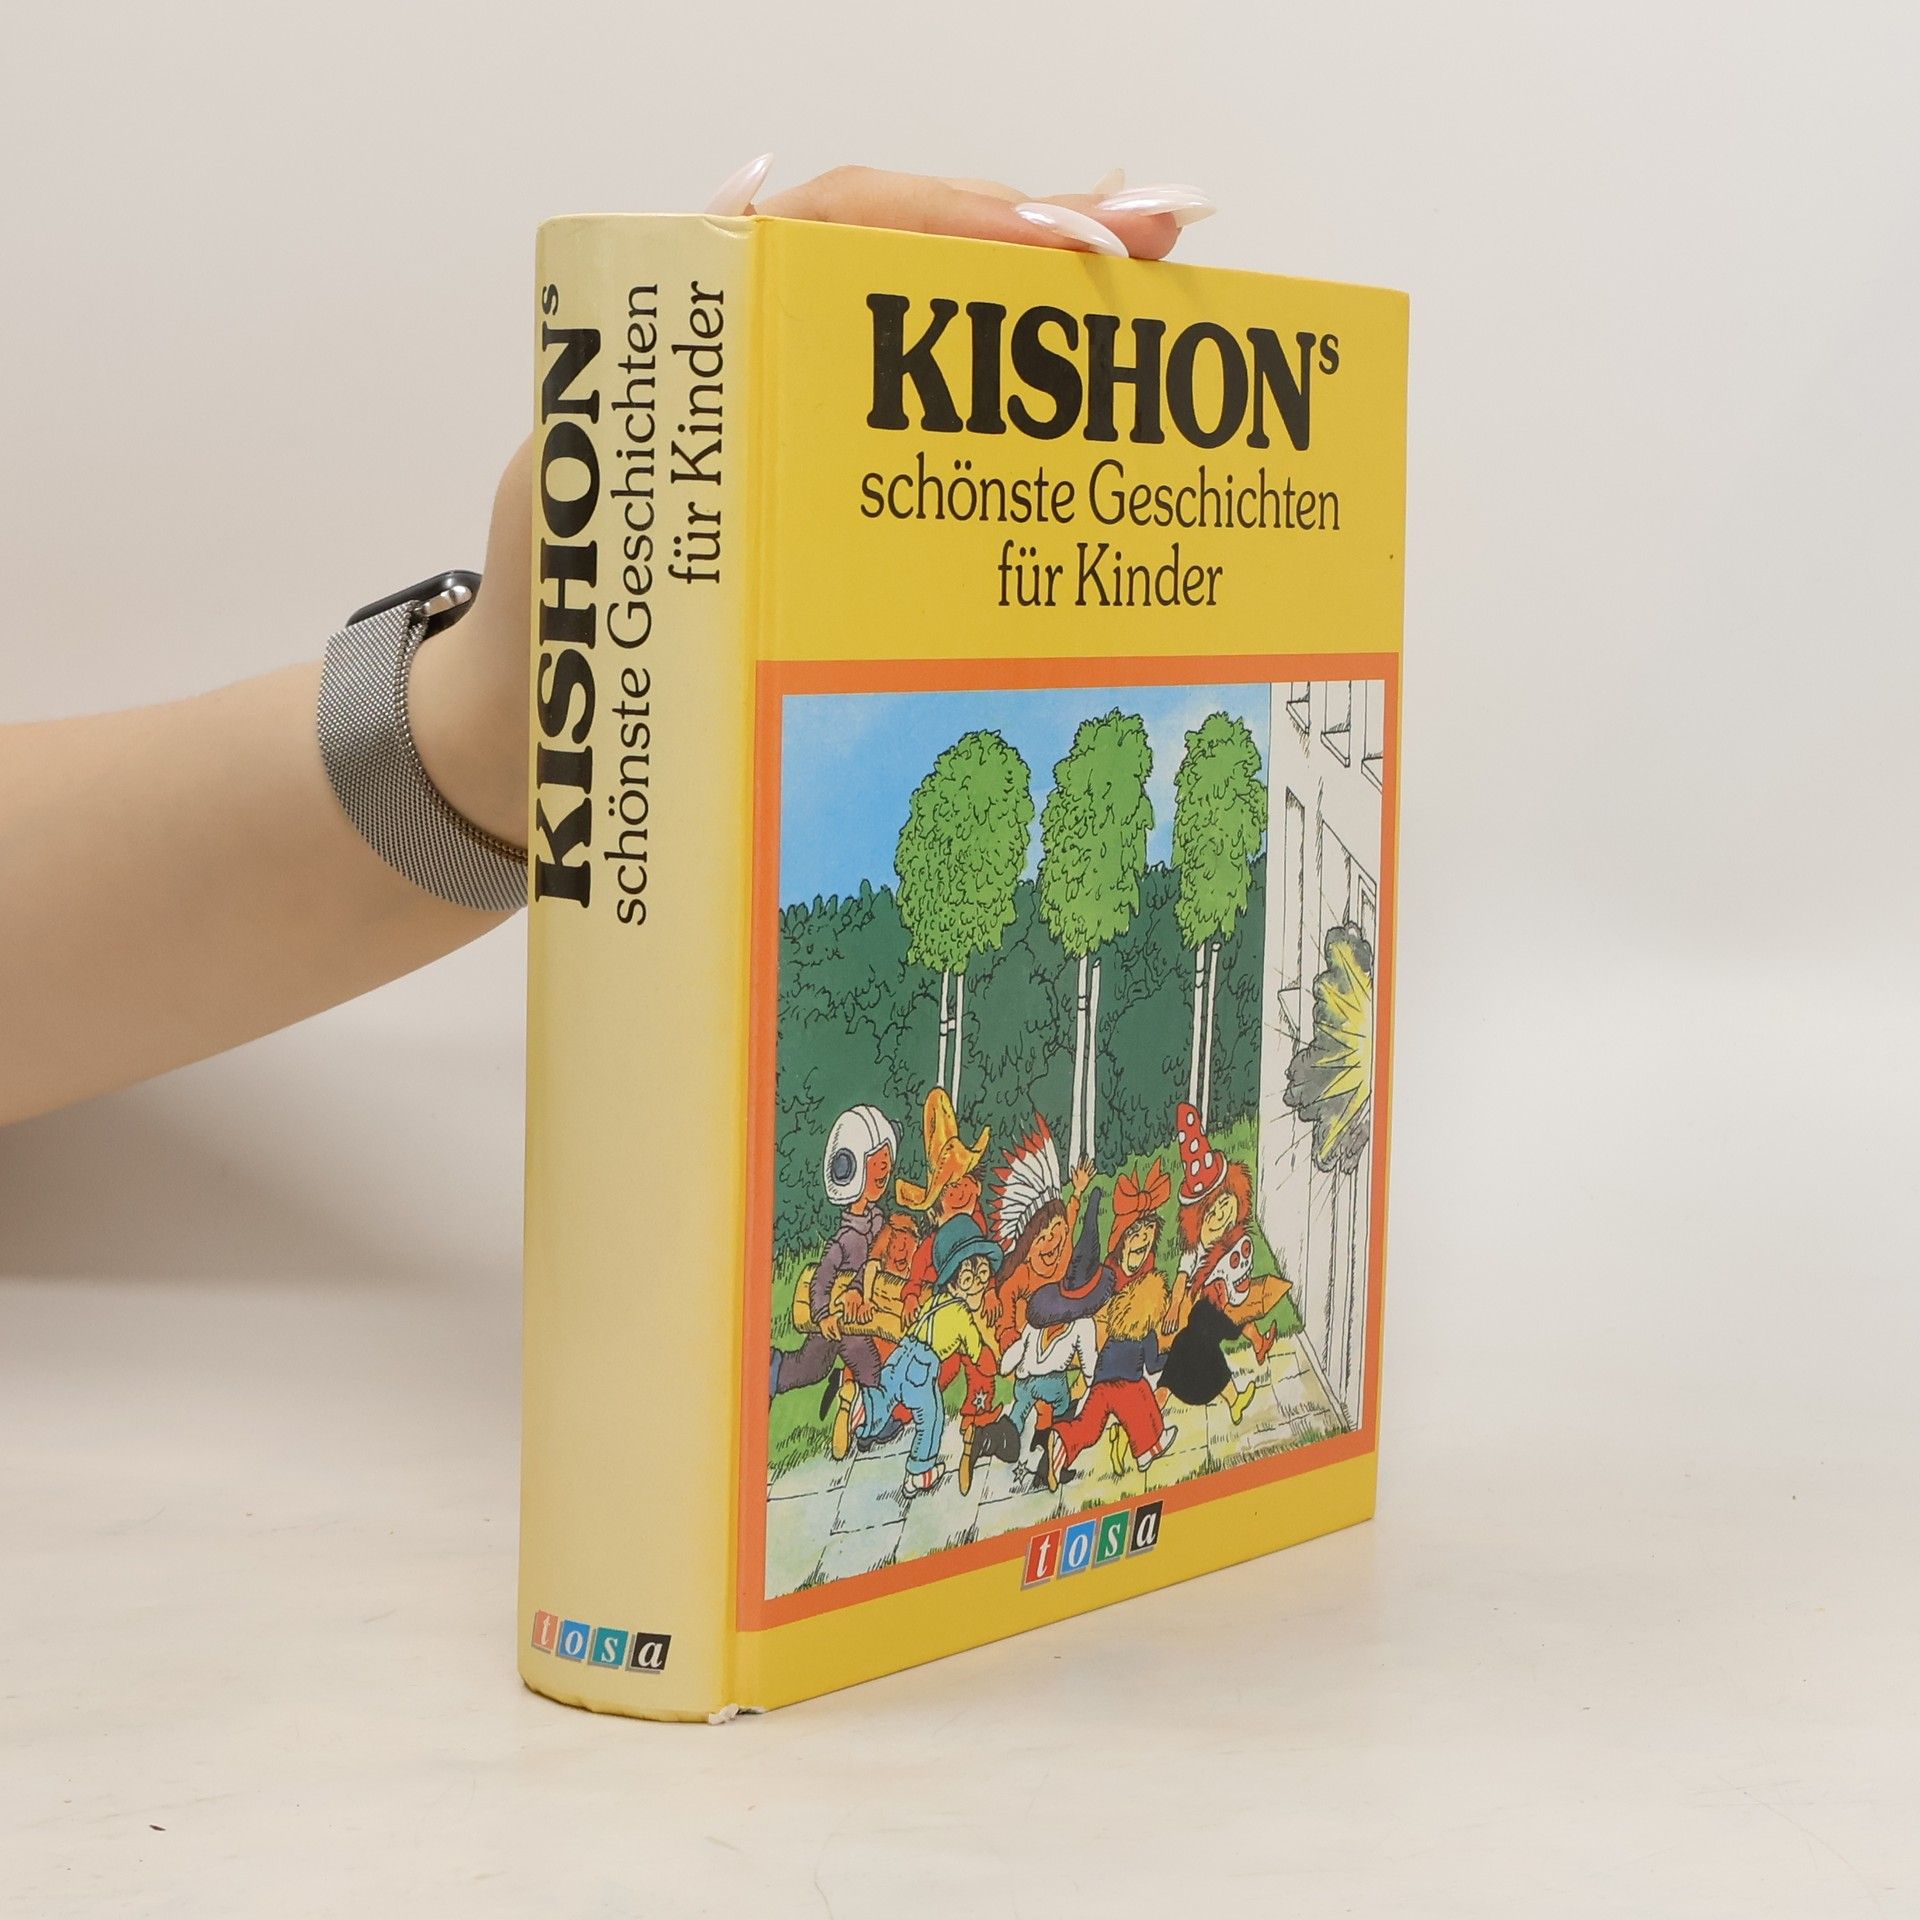 KISHONs
schönste Geschichten
für Kinder
tosa
KISHONs
schönste Geschichten
für Kinder
tosa